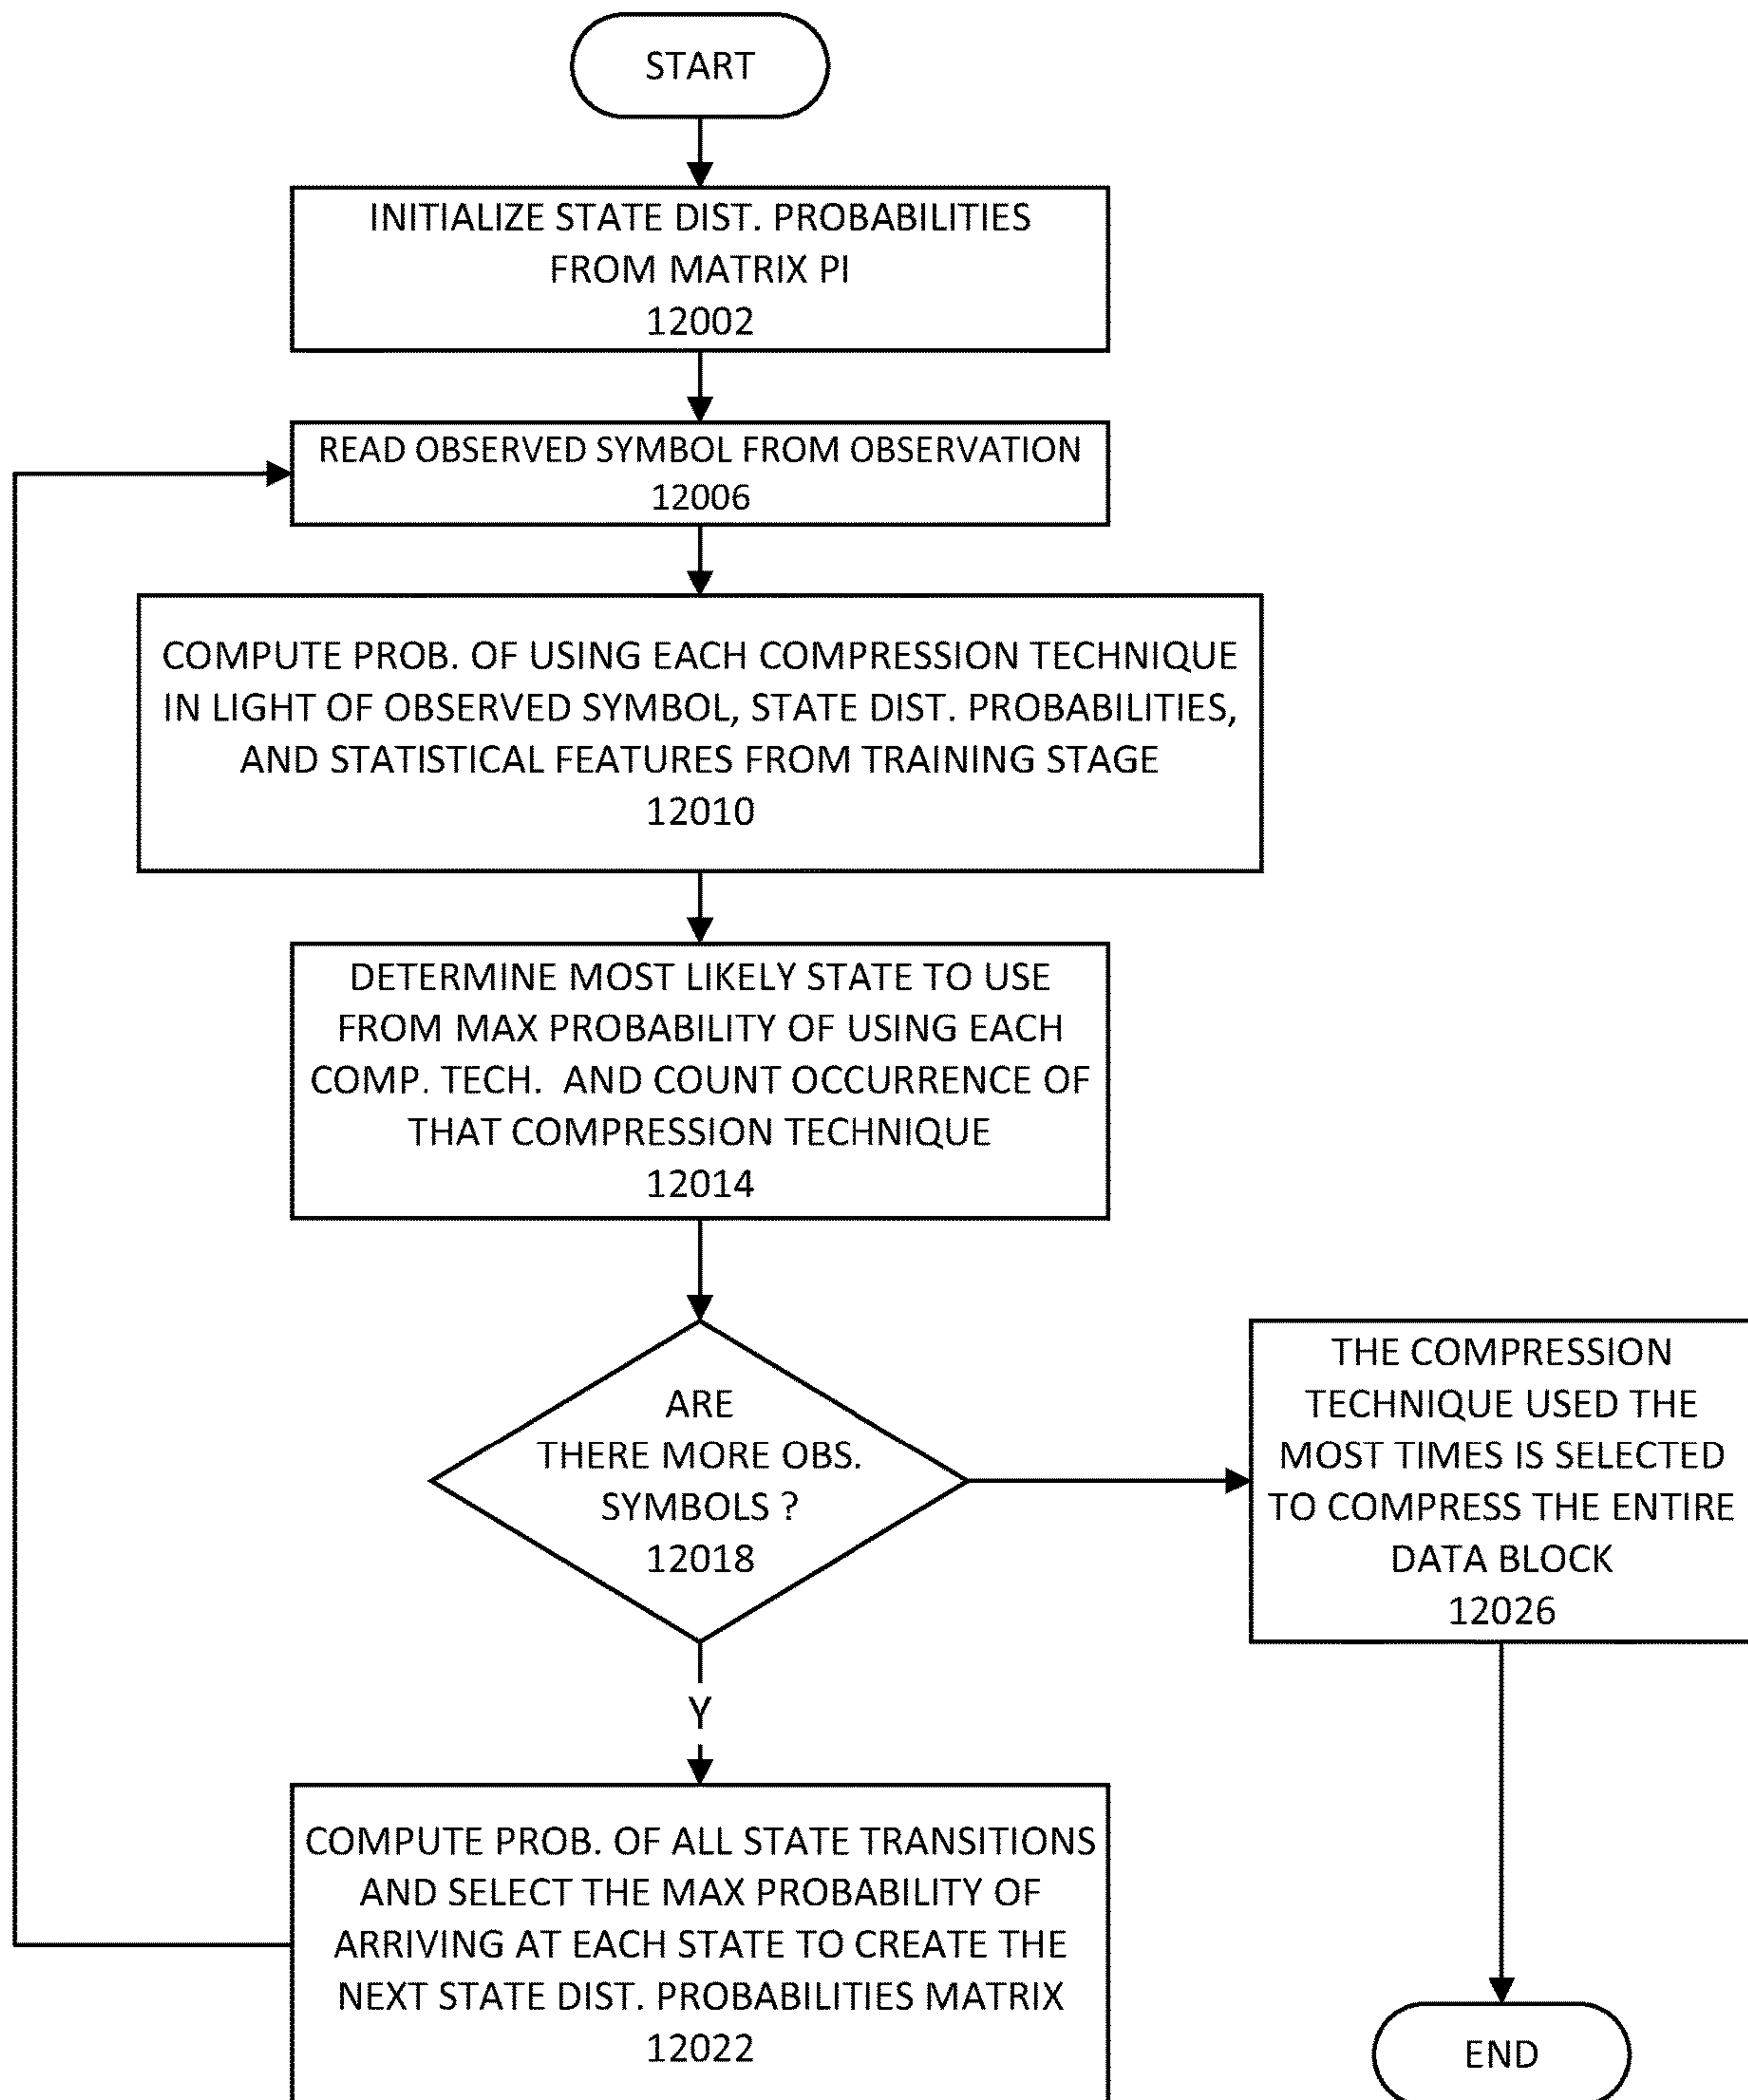 START
INITIALIZE STATE DIST. PROBABILITIES
FROM MATRIX PI
12002
READ OBSERVED SYMBOL FROM OBSERVATION
12006
COMPUTE PROB. OF USING EACH COMPRESSION TECHNIQUE
IN LIGHT OF OBSERVED SYMBOL, STATE DIST. PROBABILITIES,
AND STATISTICAL FEATURES FROM TRAINING STAGE
12010
DETERMINE MOST LIKELY STATE TO USE
FROM MAX PROBABILITY OF USING EACH
COMP. TECH.  AND COUNT OCCURRENCE OF
THAT COMPRESSION TECHNIQUE
12014
ARE
THERE MORE OBS.
SYMBOLS ?
12018
THE COMPRESSION
TECHNIQUE USED THE
MOST TIMES IS SELECTED
TO COMPRESS THE ENTIRE
DATA BLOCK
12026
Y
COMPUTE PROB. OF ALL STATE TRANSITIONS
AND SELECT THE MAX PROBABILITY OF
ARRIVING AT EACH STATE TO CREATE THE
NEXT STATE DIST. PROBABILITIES MATRIX
12022
END